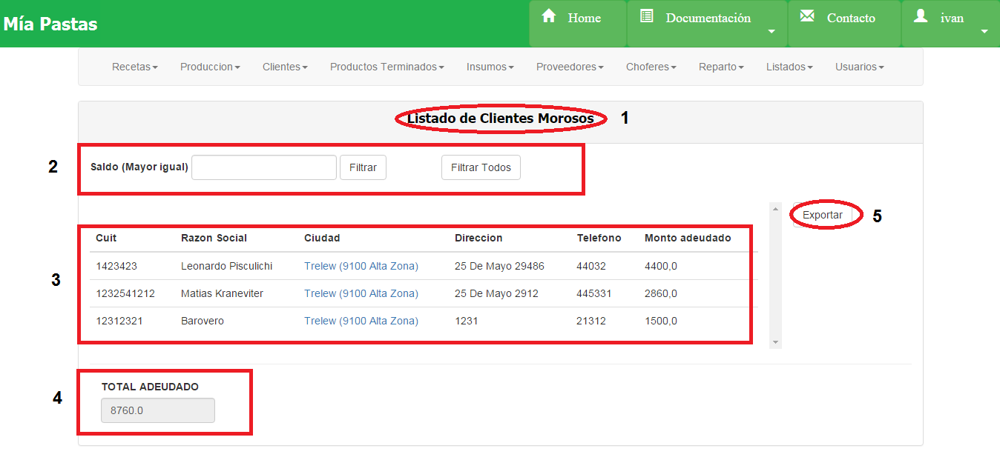 Mía Pastas Home Documentación Contacto ivan
Recetas Produccion Clientes Productos Terminados Insumos Proveedores Choferes Reparto Listados Usuarios
Listado de Clientes Morosos 1
2 Saldo (Mayor igual) Filtrar Filtrar Todos
Exportar 5
3
Cuit Razon Social Ciudad Direccion Telefono Monto adeudado
1423423 Leonardo Pisculichi Trelew (9100 Alta Zona) 25 De Mayo 29486 44032 4400,0
1232541212 Matias Kraneviter Trelew (9100 Alta Zona) 25 De Mayo 2912 445331 2860,0
12312321 Barovero Trelew (9100 Alta Zona) 1231 21312 1500,0
4 TOTAL ADEUDADO
8760.0